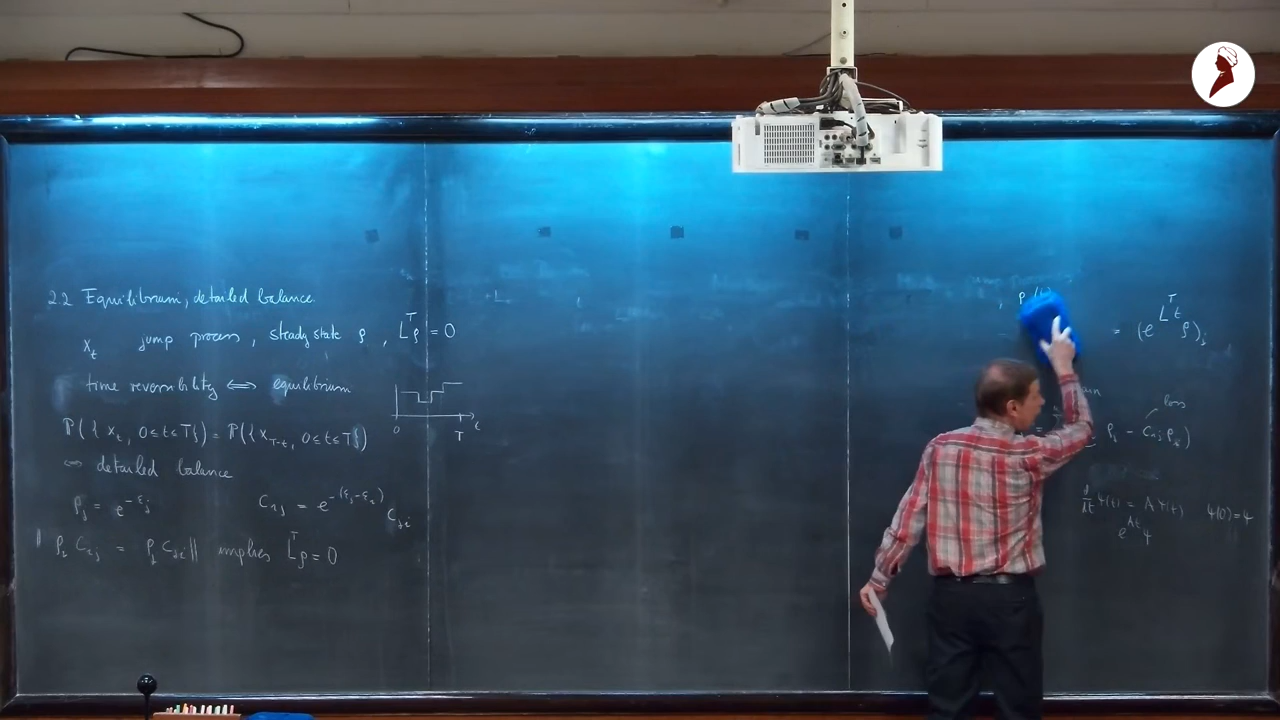 2.2 Equilibrium, detailed balance
X_t jump process, steady state ρ, L^T ρ = 0
time reversibility ⟺ equilibrium
ℙ({X_t, 0≤t≤T}) = ℙ({X_{T-t}, 0≤t≤T})
0 T t
⟺ detailed balance
ρ_j = e^{-ε_j} C_{ij} = e^{-(ε_j-ε_i)} C_{ji}
ρ_i C_{ij} = ρ_j C_{ji} || implies L^T ρ = 0
= (e^{L^T t} ρ)_j
loss
ρ_i - C_{ij} ρ_i)
d/dt ψ(t) = A ψ(t) ψ(0) = ψ
e^{At} ψ